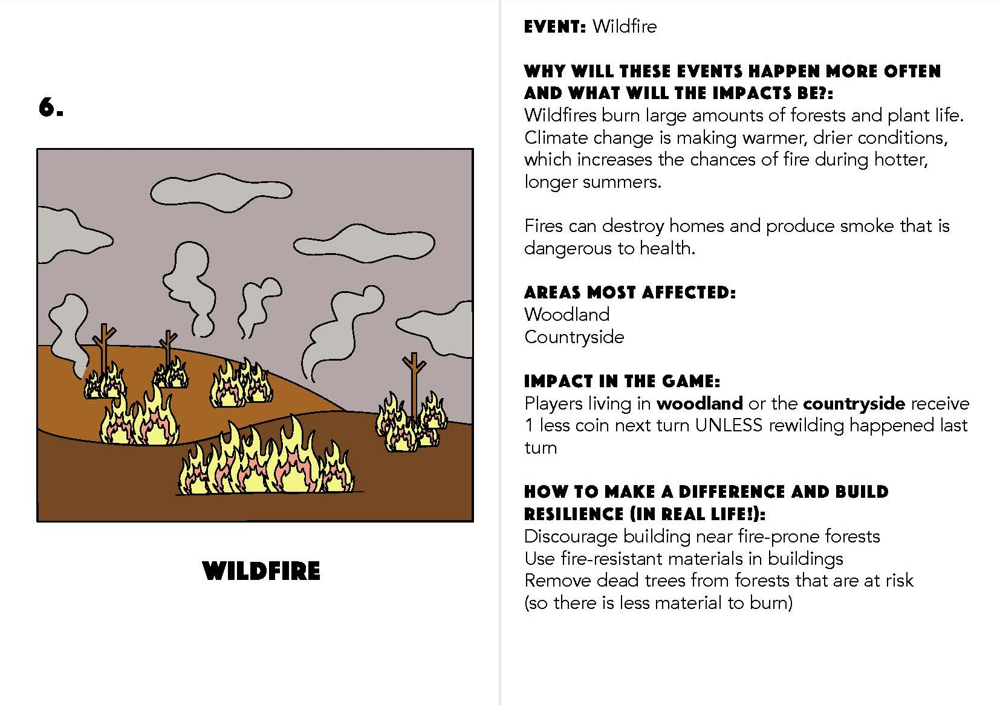 6.
WILDFIRE
EVENT: Wildfire
WHY WILL THESE EVENTS HAPPEN MORE OFTEN
AND WHAT WILL THE IMPACTS BE?:
Wildfires burn large amounts of forests and plant life.
Climate change is making warmer, drier conditions,
which increases the chances of fire during hotter,
longer summers.
Fires can destroy homes and produce smoke that is
dangerous to health.
AREAS MOST AFFECTED:
Woodland
Countryside
IMPACT IN THE GAME:
Players living in woodland or the countryside receive
1 less coin next turn UNLESS rewilding happened last
turn
HOW TO MAKE A DIFFERENCE AND BUILD
RESILIENCE (IN REAL LIFE!):
Discourage building near fire-prone forests
Use fire-resistant materials in buildings
Remove dead trees from forests that are at risk
(so there is less material to burn)